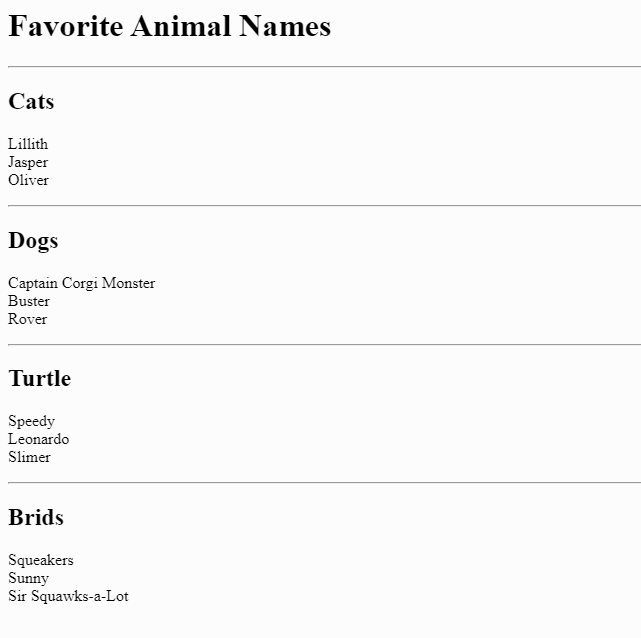 Favorite Animal Names
Cats
Lillith
Jasper
Oliver
Dogs
Captain Corgi Monster
Buster
Rover
Turtle
Speedy
Leonardo
Slimer
Brids
Squeakers
Sunny
Sir Squawks-a-Lot